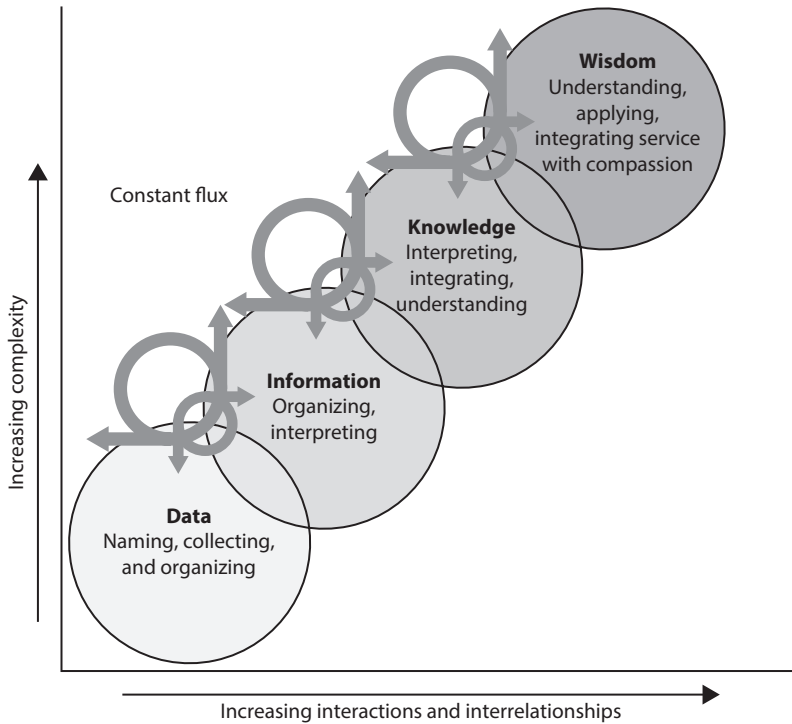 Wisdom
Understanding,
applying,
integrating service
with compassion
Constant flux
Knowledge
Interpreting,
integrating,
understanding
Information
Organizing,
interpreting
Data
Naming, collecting,
and organizing
Increasing complexity
Increasing interactions and interrelationships